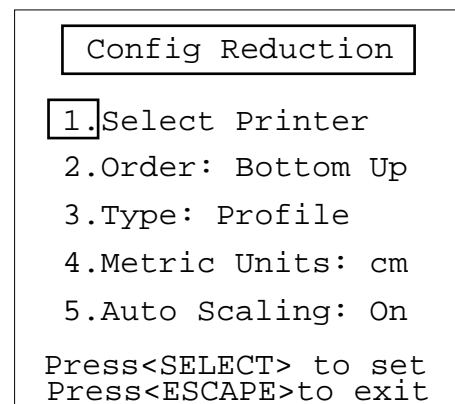 Config Reduction
1.Select Printer
2.Order: Bottom Up
3.Type: Profile
4.Metric Units: cm
5.Auto Scaling: On
Press<SELECT> to set
Press<ESCAPE>to exit